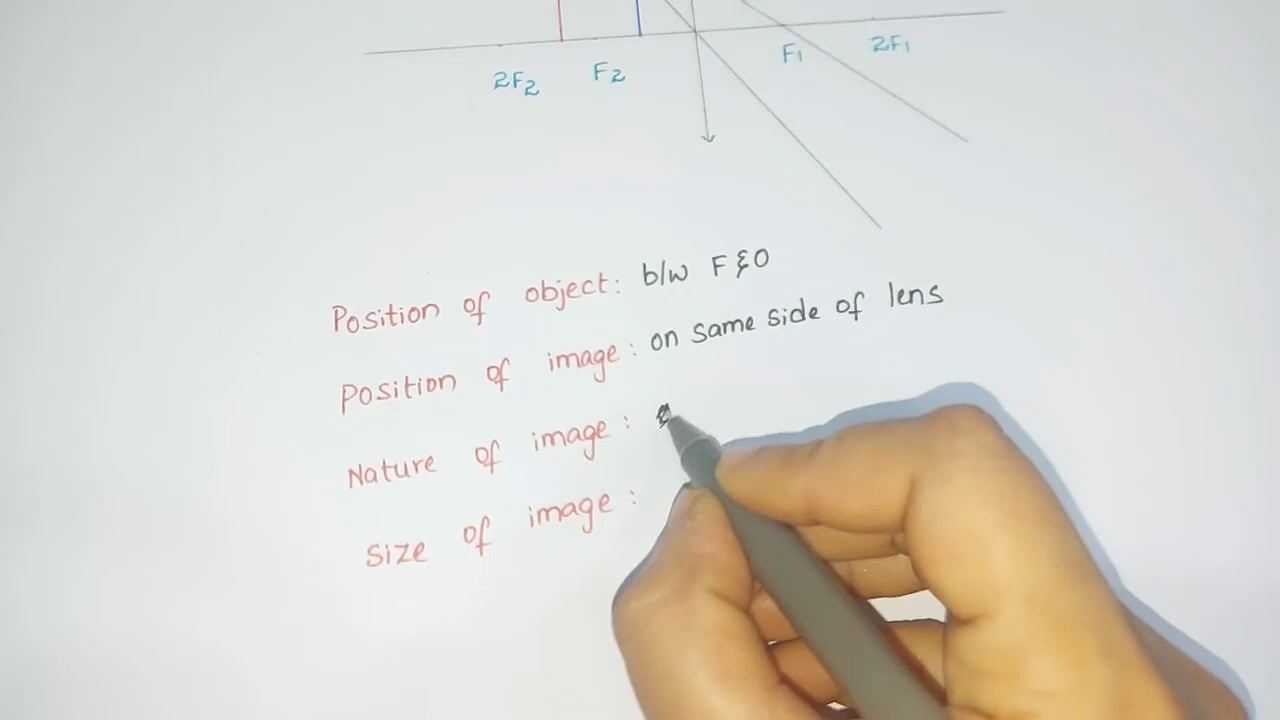 2F2 F2 F1 2F1
Position of object: b/w F & O
Position of image: on same side of lens
Nature of image:
Size of image: